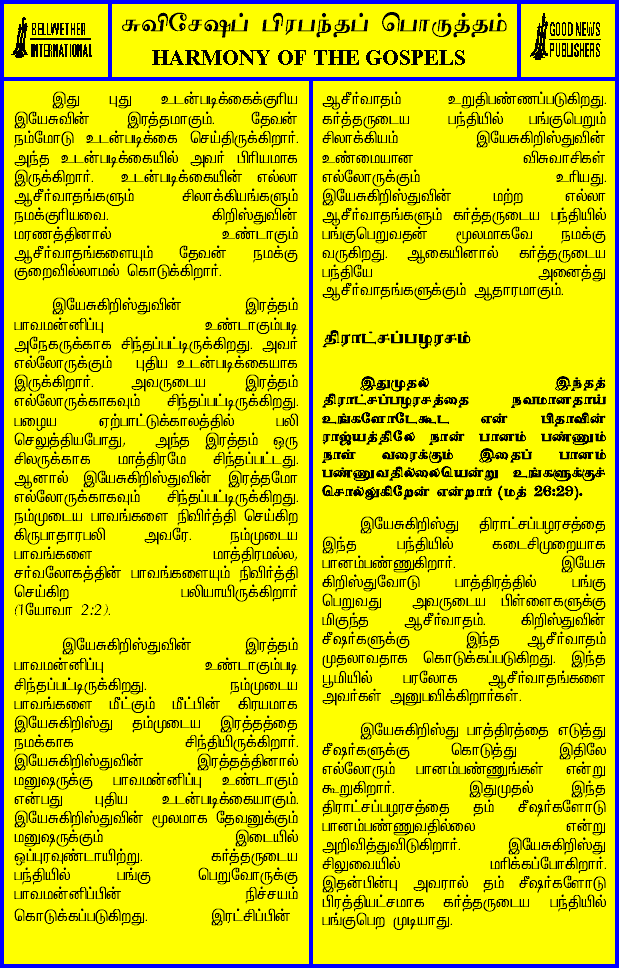 BELLWETHER
INTERNATIONAL
சுவிசேஷப் பிரபந்தப் பொருத்தம்
HARMONY OF THE GOSPELS
GOOD NEWS
PUBLISHERS
இது புது உடன்படிக்கைக்குரிய
இயேசுவின் இரத்தமாகும். தேவன்
நம்மோடு உடன்படிக்கை செய்திருக்கிறார்.
அந்த உடன்படிக்கையில் அவர் பிரியமாக
இருக்கிறார். உடன்படிக்கையின் எல்லா
ஆசீர்வாதங்களும் சிலாக்கியங்களும்
நமக்குரியவை. கிறிஸ்துவின்
மரணத்தினால் உண்டாகும்
ஆசீர்வாதங்களையும் தேவன் நமக்கு
குறைவில்லாமல் கொடுக்கிறார்.
இயேசுகிறிஸ்துவின் இரத்தம்
பாவமன்னிப்பு உண்டாகும்படி
அநேகருக்காக சிந்தப்பட்டிருக்கிறது. அவர்
எல்லோருக்கும் புதிய உடன்படிக்கையாக
இருக்கிறார். அவருடைய இரத்தம்
எல்லோருக்காகவும் சிந்தப்பட்டிருக்கிறது.
பழைய ஏற்பாட்டுக்காலத்தில் பலி
செலுத்தியபோது, அந்த இரத்தம் ஒரு
சிலருக்காக மாத்திரமே சிந்தப்பட்டது.
ஆனால் இயேசுகிறிஸ்துவின் இரத்தமோ
எல்லோருக்காகவும் சிந்தப்பட்டிருக்கிறது.
நம்முடைய பாவங்களை நிவிர்த்தி செய்கிற
கிருபாதாரபலி அவரே. நம்முடைய
பாவங்களை மாத்திரமல்ல,
சர்வலோகத்தின் பாவங்களையும் நிவிர்த்தி
செய்கிற பலியாயிருக்கிறார்
(1யோவா 2:2).
இயேசுகிறிஸ்துவின் இரத்தம்
பாவமன்னிப்பு உண்டாகும்படி
சிந்தப்பட்டிருக்கிறது. நம்முடைய
பாவங்களை மீட்கும் மீட்பின் கிரயமாக
இயேசுகிறிஸ்து தம்முடைய இரத்தத்தை
நமக்காக சிந்தியிருக்கிறார்.
இயேசுகிறிஸ்துவின் இரத்தத்தினால்
மனுஷருக்கு பாவமன்னிப்பு உண்டாகும்
என்பது புதிய உடன்படிக்கையாகும்.
இயேசுகிறிஸ்துவின் மூலமாக தேவனுக்கும்
மனுஷருக்கும் இடையில்
ஒப்புரவுண்டாயிற்று. கர்த்தருடைய
பந்தியில் பங்கு பெறுவோருக்கு
பாவமன்னிப்பின் நிச்சயம்
கொடுக்கப்படுகிறது. இரட்சிப்பின்
ஆசீர்வாதம் உறுதிபண்ணப்படுகிறது.
கர்த்தருடைய பந்தியில் பங்குபெறும்
சிலாக்கியம் இயேசுகிறிஸ்துவின்
உண்மையான விசுவாசிகள்
எல்லோருக்கும் உரியது.
இயேசுகிறிஸ்துவின் மற்ற எல்லா
ஆசீர்வாதங்களும் கர்த்தருடைய பந்தியில்
பங்குபெறுவதன் மூலமாகவே நமக்கு
வருகிறது. ஆகையினால் கர்த்தருடைய
பந்தியே அனைத்து
ஆசீர்வாதங்களுக்கும் ஆதாரமாகும்.
திராட்சப்பழரசம்
இதுமுதல் இந்தத்
திராட்சப்பழரசத்தை நவமானதாய்
உங்களோடேகூட என் பிதாவின்
ராஜ்யத்திலே நான் பானம் பண்ணும்
நாள் வரைக்கும் இதைப் பானம்
பண்ணுவதில்லையென்று உங்களுக்குச்
சொல்லுகிறேன் என்றார் (மத் 26:29).
இயேசுகிறிஸ்து திராட்சப்பழரசத்தை
இந்த பந்தியில் கடைசிமுறையாக
பானம்பண்ணுகிறார். இயேசு
கிறிஸ்துவோடு பாத்திரத்தில் பங்கு
பெறுவது அவருடைய பிள்ளைகளுக்கு
மிகுந்த ஆசீர்வாதம். கிறிஸ்துவின்
சீஷர்களுக்கு இந்த ஆசீர்வாதம்
முதலாவதாக கொடுக்கப்படுகிறது. இந்த
பூமியில் பரலோக ஆசீர்வாதங்களை
அவர்கள் அனுபவிக்கிறார்கள்.
இயேசுகிறிஸ்து பாத்திரத்தை எடுத்து
சீஷர்களுக்கு கொடுத்து இதிலே
எல்லோரும் பானம்பண்ணுங்கள் என்று
கூறுகிறார். இதுமுதல் இந்த
திராட்சப்பழரசத்தை தம் சீஷர்களோடு
பானம்பண்ணுவதில்லை என்று
அறிவித்துவிடுகிறார். இயேசுகிறிஸ்து
சிலுவையில் மரிக்கப்போகிறார்.
இதன்பின்பு அவரால் தம் சீஷர்களோடு
பிரத்தியட்சமாக கர்த்தருடைய பந்தியில்
பங்குபெற முடியாது.